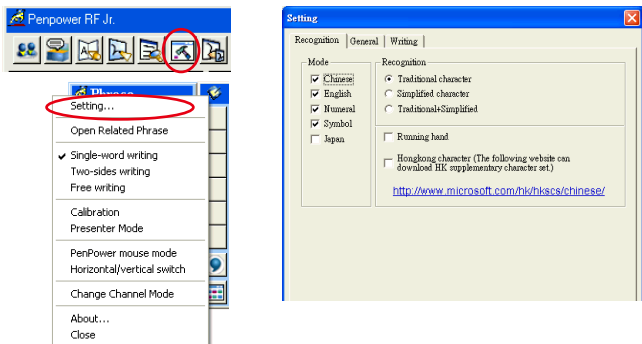 Penpower RF Jr.
Phrase
Setting...
Open Related Phrase
Single-word writing
Two-sides writing
Free writing
Calibration
Presenter Mode
PenPower mouse mode
Horizontal/vertical switch
Change Channel Mode
About...
Close
Setting
Recognition General Writing
Mode
Chinese
English
Numeral
Symbol
Japan
Recognition
Traditional character
Simplified character
Traditional+Simplified
Running hand
Hongkong character (The following website can
download HK supplementary character set.)
http://www.microsoft.com/hk/hkscs/chinese/